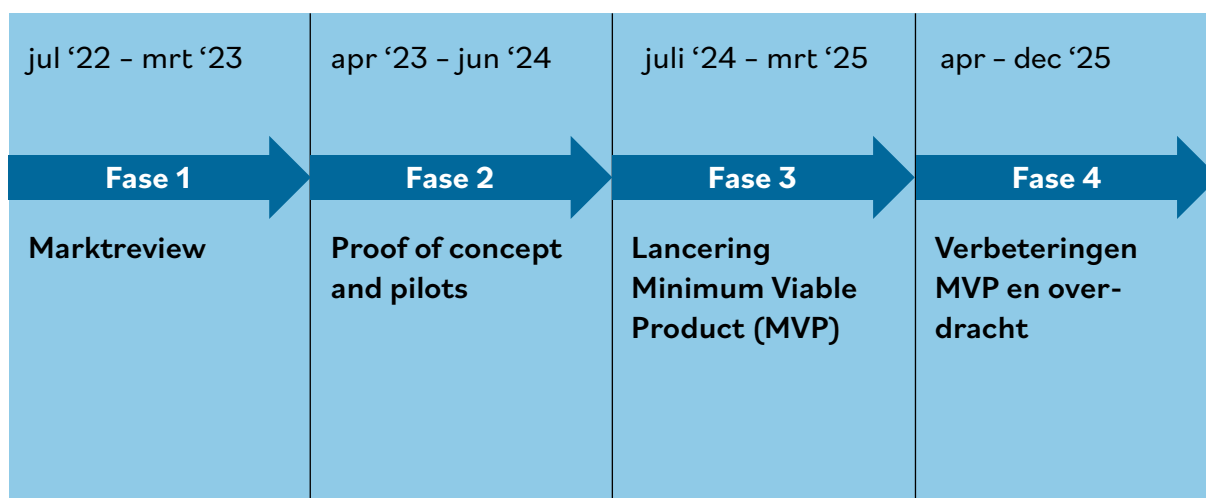 jul ‘22 – mrt ‘23
apr ‘23 – jun ‘24
juli ‘24 – mrt ‘25
apr – dec ‘25
Fase 1
Fase 2
Fase 3
Fase 4
Marktreview
Proof of concept
and pilots
Lancering
Minimum Viable
Product (MVP)
Verbeteringen
MVP en over-
dracht